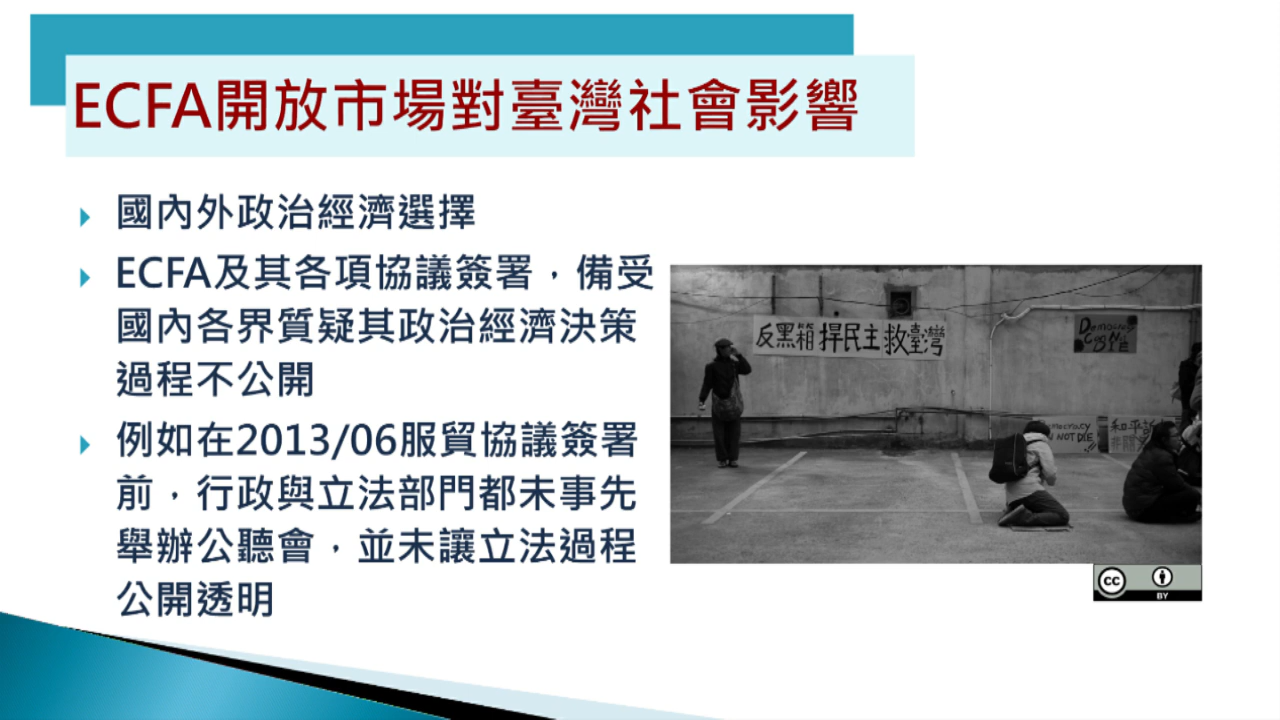 ECFA開放市場對臺灣社會影響
國內外政治經濟選擇
ECFA及其各項協議簽署，備受
國內各界質疑其政治經濟決策
過程不公開
例如在2013/06服貿協議簽署
前，行政與立法部門都未事先
舉辦公聽會，並未讓立法過程
公開透明
反黑箱捍民主救臺灣
DIE
NOT DIE
和平
cc
BY